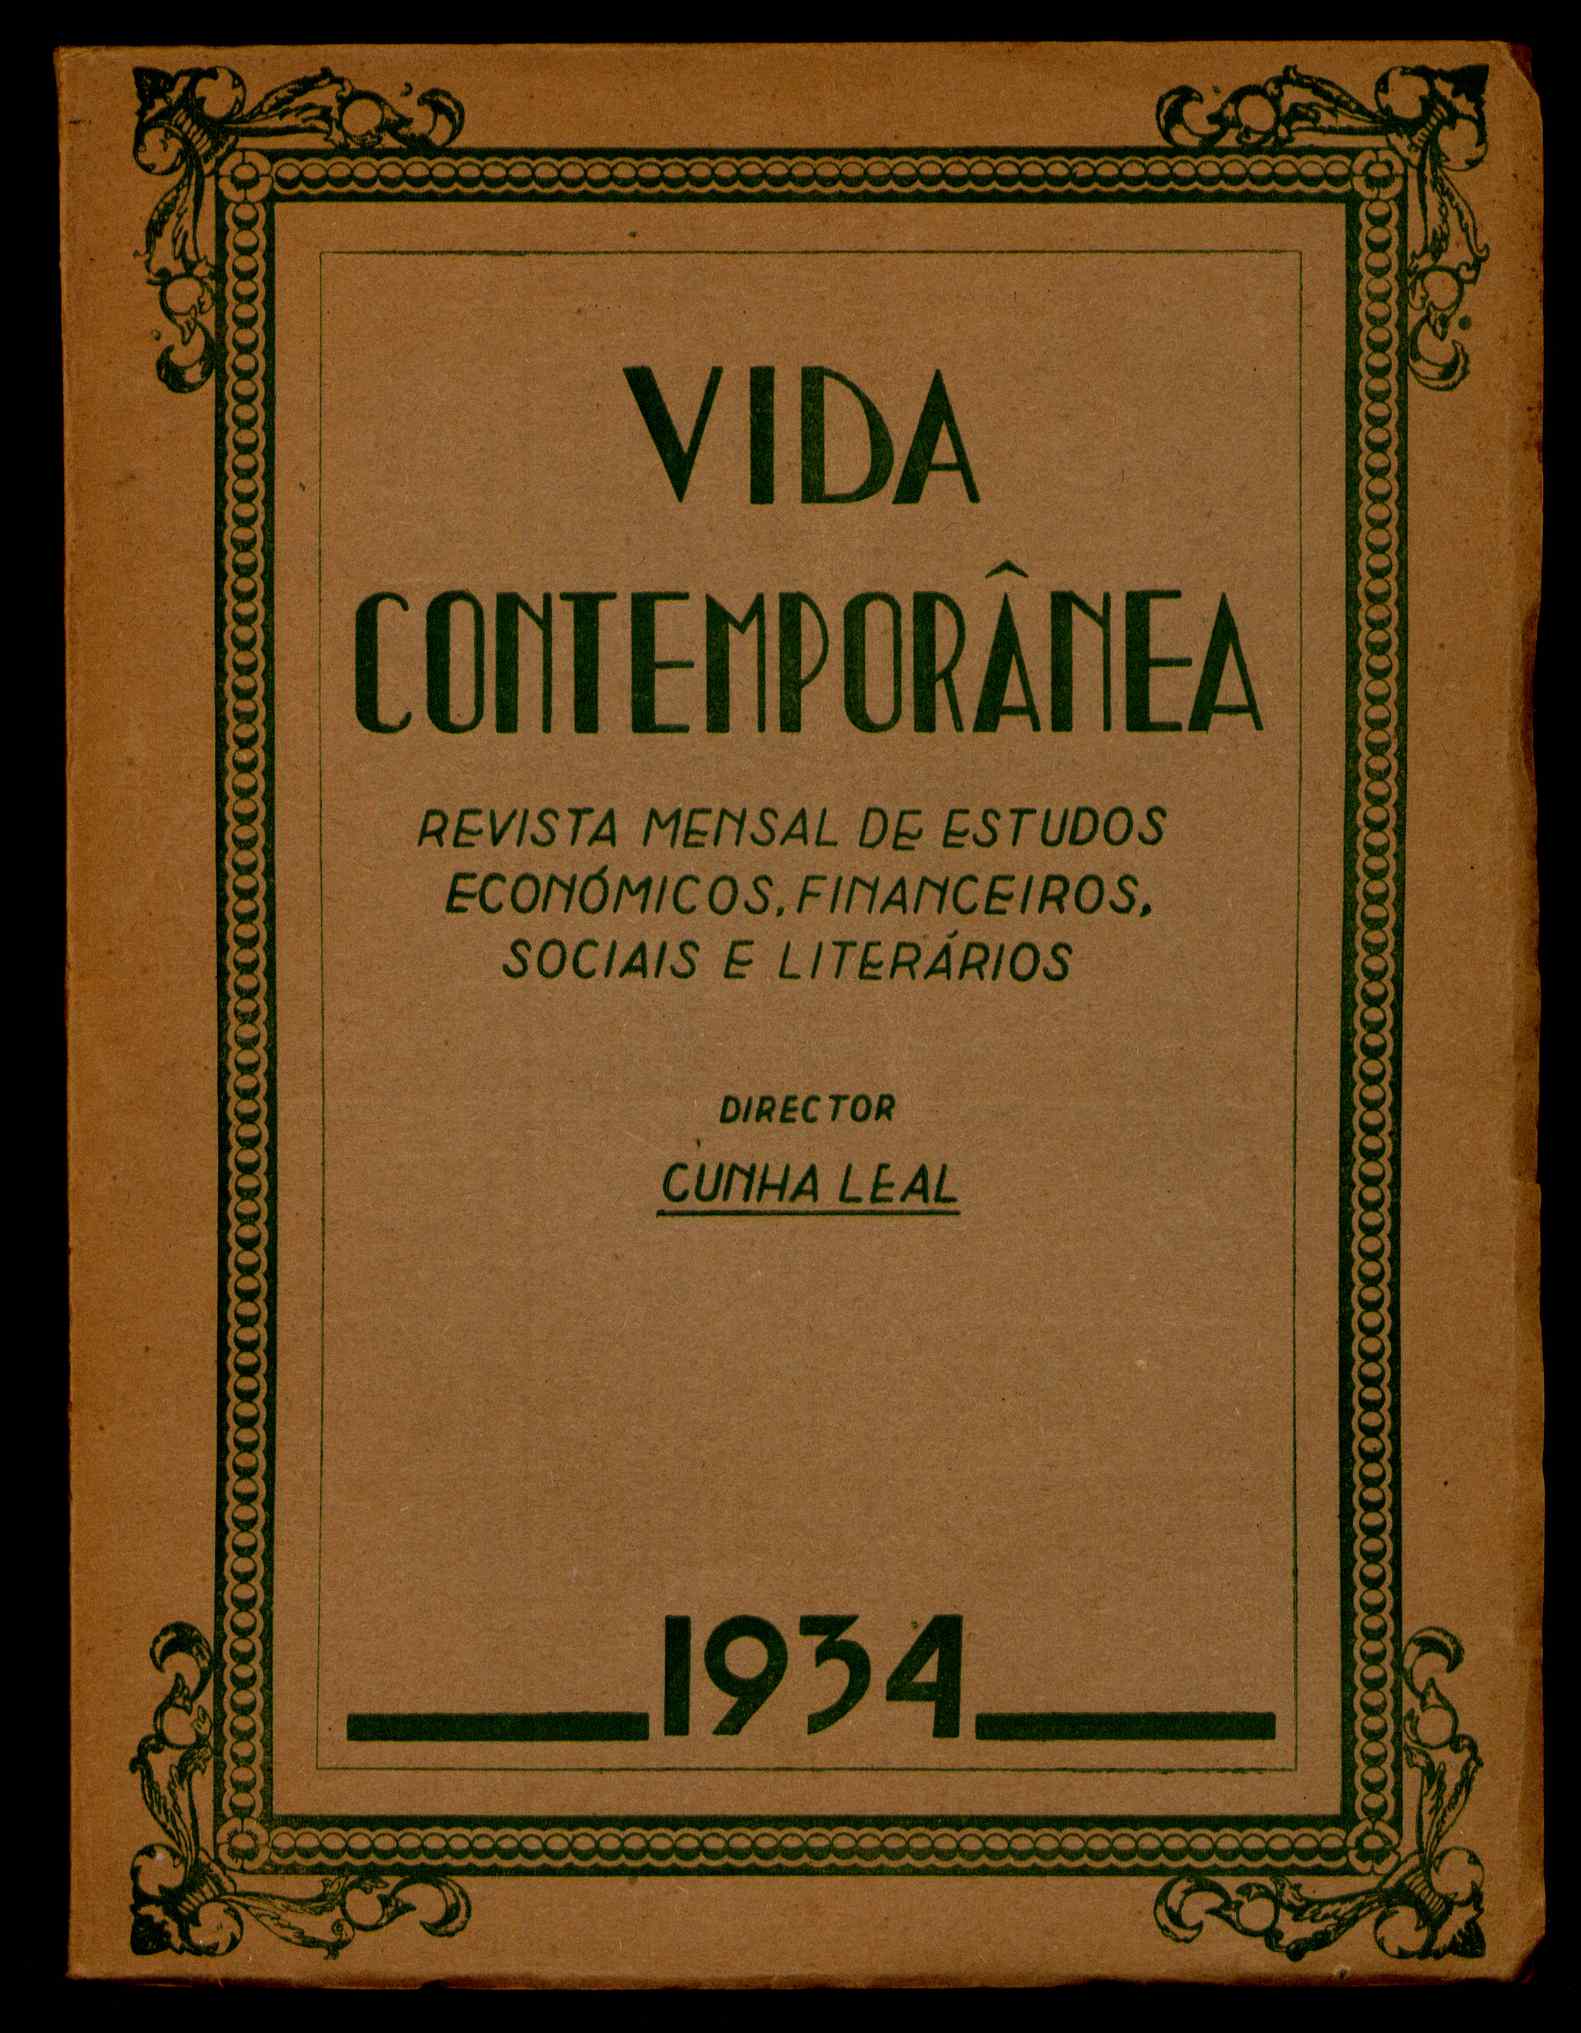 VIDA
CONTEMPORÂNEA
REVISTA MENSAL DE ESTUDOS
ECONÓMICOS, FINANCEIROS,
SOCIAIS E LITERÁRIOS
DIRECTOR
CUNHA LEAL
1934